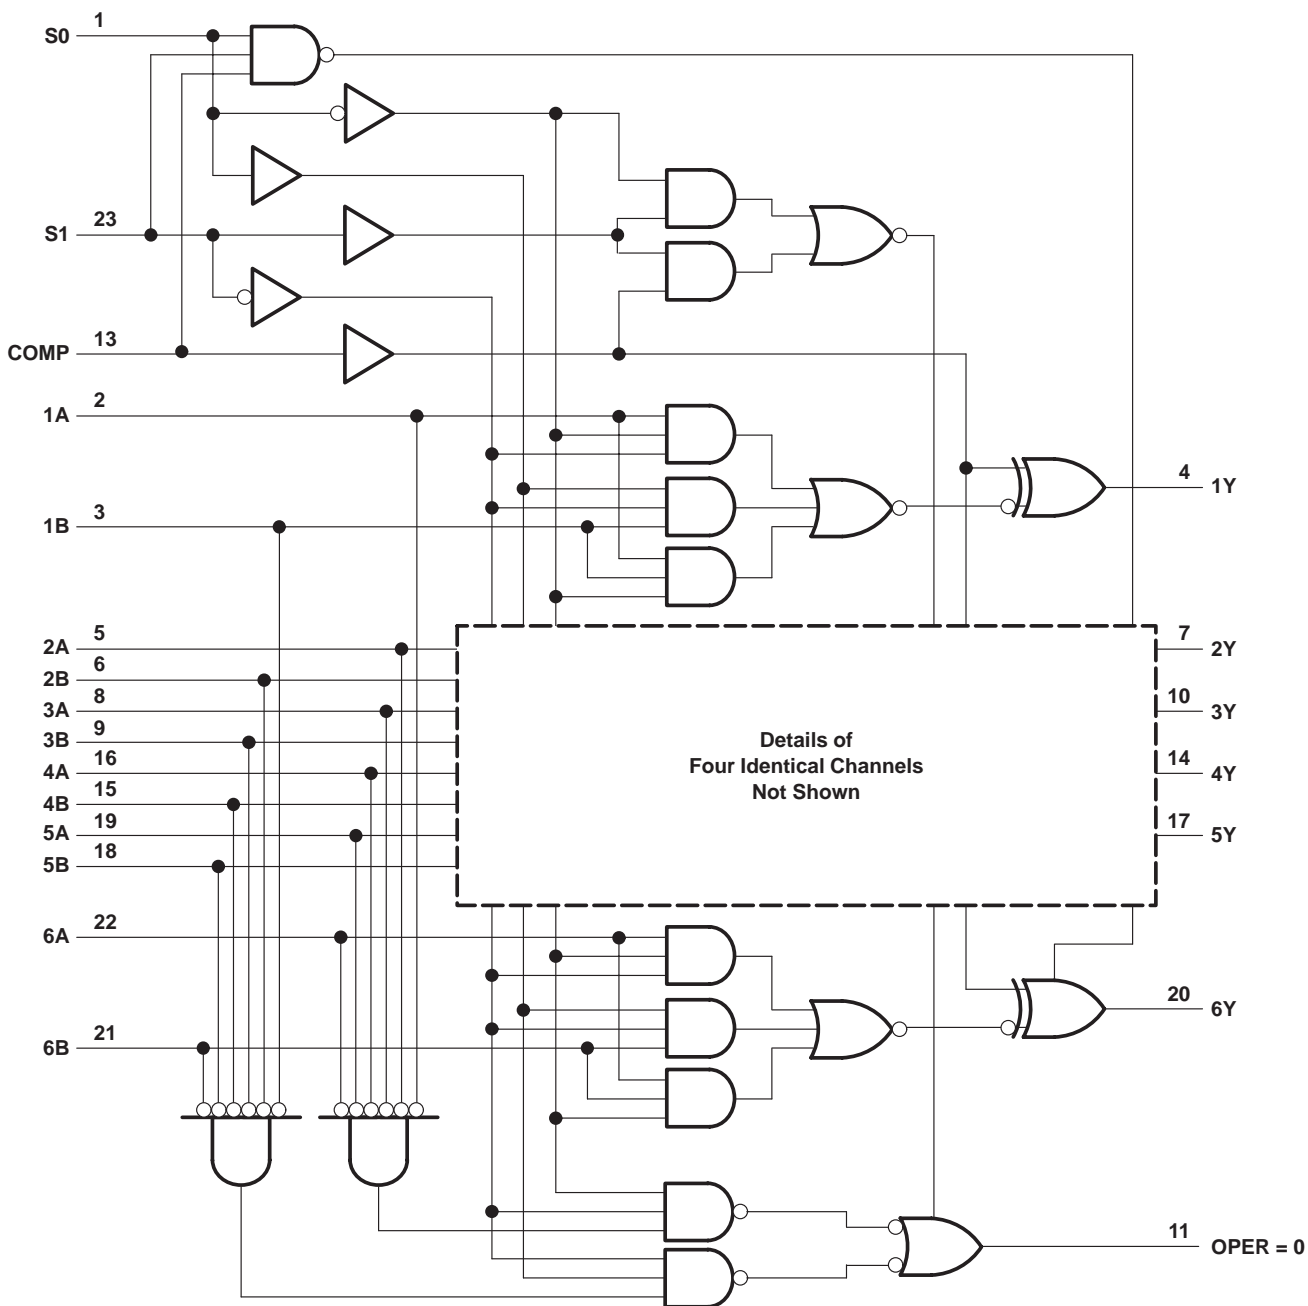 S0 1
S1 23
COMP 13
1A 2
4 1Y
1B 3
2A 5
7 2Y
2B 6
3A 8
10 3Y
3B 9
4A 16
14 4Y
4B 15
5A 19
17 5Y
5B 18
Details of
Four Identical Channels
Not Shown
6A 22
20 6Y
6B 21
11 OPER = 0